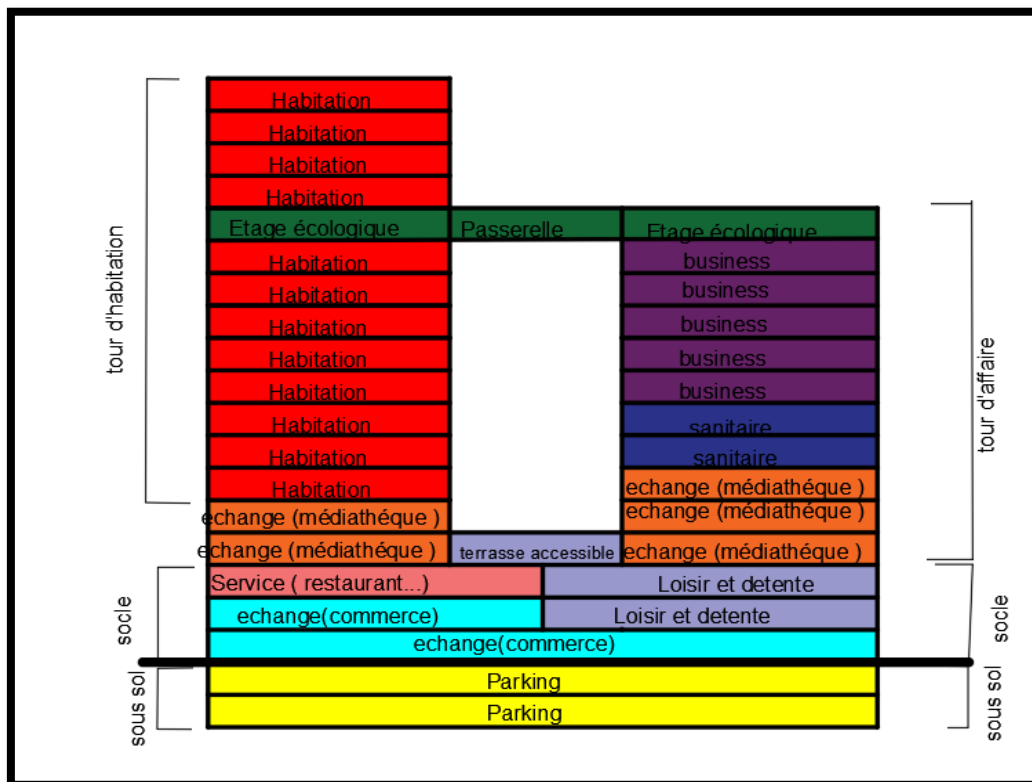 Habitation
Habitation
Habitation
Habitation
Etage écologique Passerelle Etage écologique
Habitation business
Habitation business
Habitation business
Habitation business
Habitation business
Habitation sanitaire
Habitation sanitaire
Habitation echange (médiathéque )
echange (médiathéque ) echange (médiathéque )
echange (médiathéque ) terrasse accessible echange (médiathéque )
Service ( restaurant...) Loisir et detente
echange(commerce) Loisir et detente
echange(commerce)
Parking
Parking
tour d'habitation
socle
sous sol
tour d'affaire
socle
sous sol